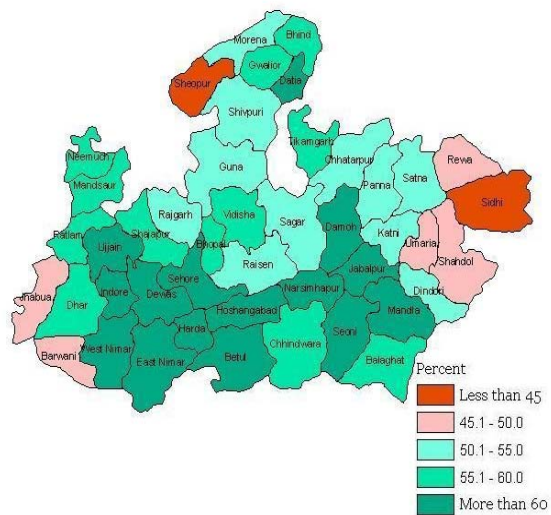 Morena
Bhind
Gwalior
Sheopur
Datia
Shivpuri
Tikamgarh
Neemuch
Guna
Chhatarpur
Rewa
Panna
Satna
Mandsaur
Sidhi
Rajgarh
Vidisha
Sagar
Damoh
Katni
Umaria
Ratlam
Shajapur
Ujjain
Bhopal
Shahdol
Raisen
Jabalpur
Sehore
Jhabua
Indore
Dewas
Narsimhapur
Dindori
Dhar
Hoshangabad
Mandla
Harda
Seoni
Barwani
West Nimar
East Nimar
Betul
Chhindwara
Balaghat
Percent
Less than 45
45.1 - 50.0
50.1 - 55.0
55.1 - 60.0
More than 60